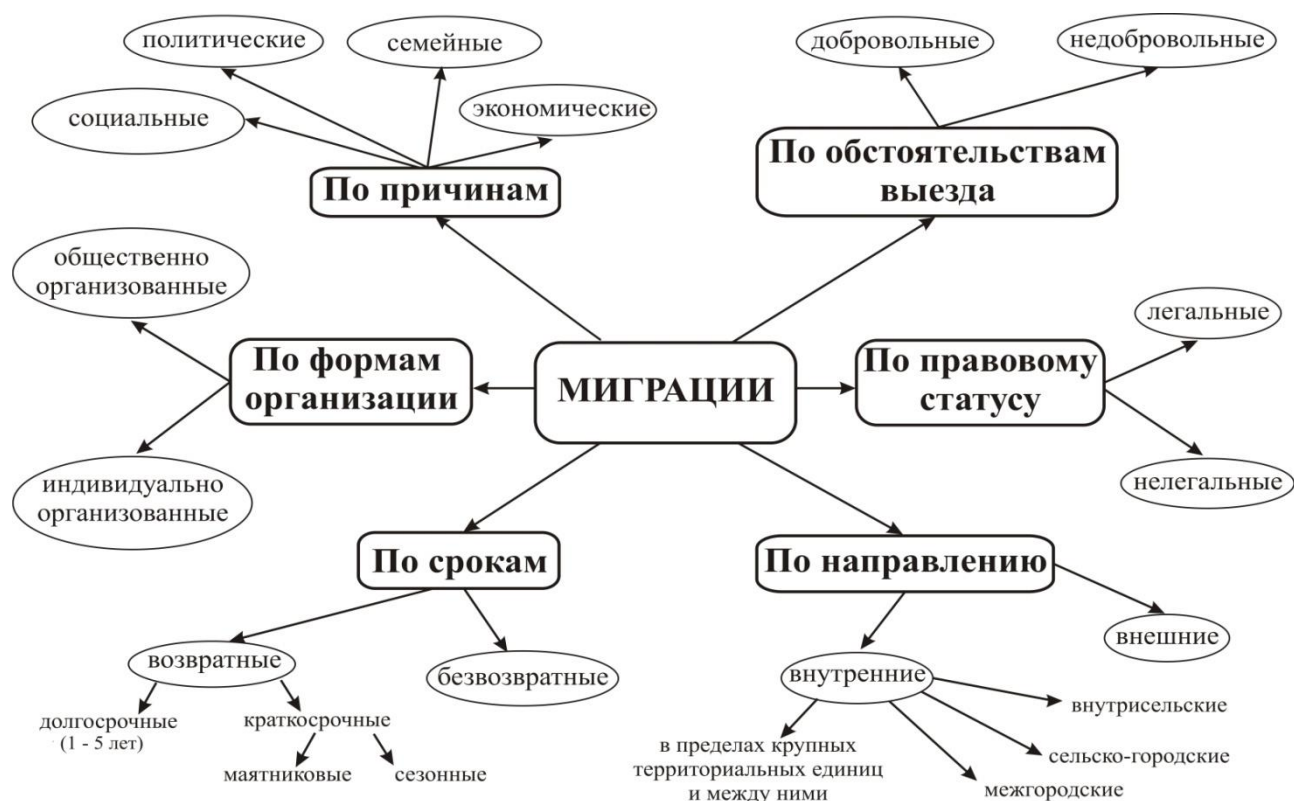 политические
семейные
социальные
экономические
По причинам
добровольные
недобровольные
По обстоятельствам
выезда
общественно
организованные
По формам
организации
индивидуально
организованные
МИГРАЦИИ
По правовому
статусу
легальные
нелегальные
По срокам
возвратные
безвозвратные
долгосрочные
(1 - 5 лет)
краткосрочные
маятниковые
сезонные
По направлению
внешние
внутренние
внутрисельские
сельско-городские
межгородские
в пределах крупных
территориальных единиц
и между ними